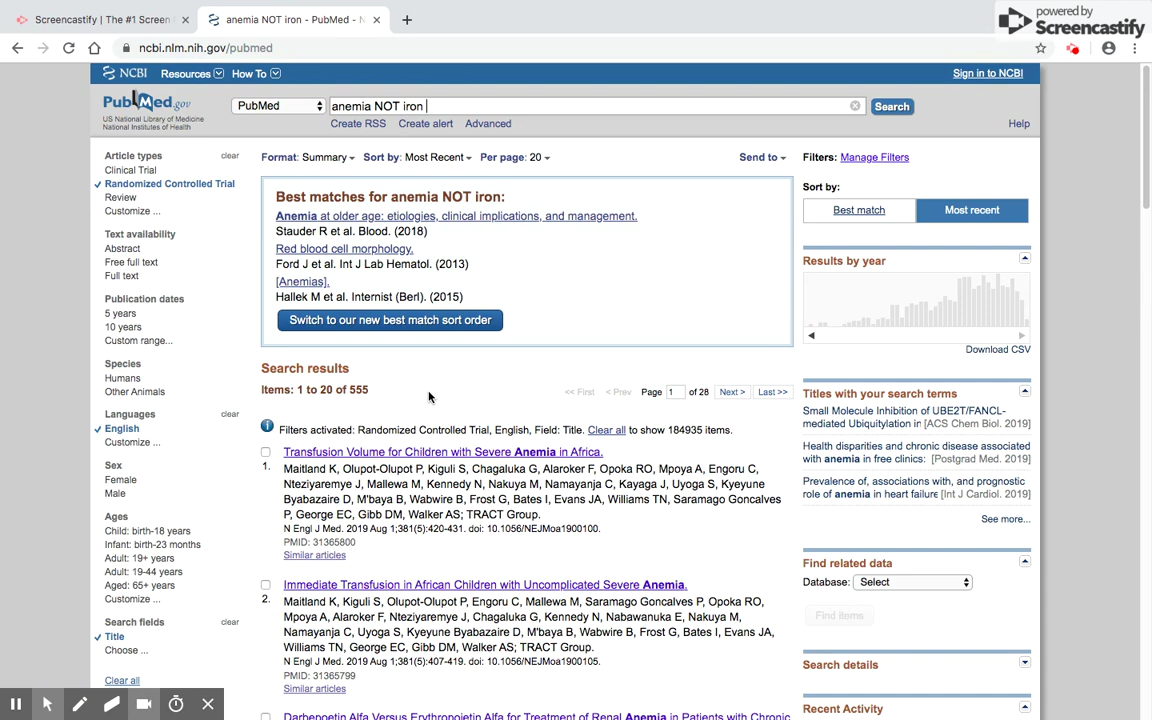 Screencastify | The #1 Screen
anemia NOT iron - PubMed - N
powered by
Screencastify
ncbi.nlm.nih.gov/pubmed
NCBI Resources How To
Sign in to NCBI
PubMed.gov
US National Library of Medicine
National Institutes of Health
PubMed
anemia NOT iron
Search
Create RSS Create alert Advanced
Help
Article types clear
Clinical Trial
Randomized Controlled Trial
Review
Customize ...
Text availability
Abstract
Free full text
Full text
Publication dates
5 years
10 years
Custom range...
Species
Humans
Other Animals
Languages clear
English
Customize ...
Sex
Female
Male
Ages
Child: birth-18 years
Infant: birth-23 months
Adult: 19+ years
Adult: 19-44 years
Aged: 65+ years
Customize ...
Search fields clear
Title
Choose ...
Clear all
Format: Summary Sort by: Most Recent Per page: 20
Send to
Best matches for anemia NOT iron:
Anemia at older age: etiologies, clinical implications, and management.
Stauder R et al. Blood. (2018)
Red blood cell morphology.
Ford J et al. Int J Lab Hematol. (2013)
[Anemias].
Hallek M et al. Internist (Berl). (2015)
Switch to our new best match sort order
Search results
Items: 1 to 20 of 555
<< First < Prev Page 1 of 28 Next > Last >>
Filters activated: Randomized Controlled Trial, English, Field: Title. Clear all to show 184935 items.
Transfusion Volume for Children with Severe Anemia in Africa.
1. Maitland K, Olupot-Olupot P, Kiguli S, Chagaluka G, Alaroker F, Opoka RO, Mpoya A, Engoru C,
Nteziyaremye J, Mallewa M, Kennedy N, Nakuya M, Namayanja C, Kayaga J, Uyoga S, Kyeyune
Byabazaire D, M'baya B, Wabwire B, Frost G, Bates I, Evans JA, Williams TN, Saramago Goncalves
P, George EC, Gibb DM, Walker AS; TRACT Group.
N Engl J Med. 2019 Aug 1;381(5):420-431. doi: 10.1056/NEJMoa1900100.
PMID: 31365800
Similar articles
Immediate Transfusion in African Children with Uncomplicated Severe Anemia.
2. Maitland K, Kiguli S, Olupot-Olupot P, Engoru C, Mallewa M, Saramago Goncalves P, Opoka RO,
Mpoya A, Alaroker F, Nteziyaremye J, Chagaluka G, Kennedy N, Nabawanuka E, Nakuya M,
Namayanja C, Uyoga S, Kyeyune Byabazaire D, M'baya B, Wabwire B, Frost G, Bates I, Evans JA,
Williams TN, George EC, Gibb DM, Walker AS; TRACT Group.
N Engl J Med. 2019 Aug 1;381(5):407-419. doi: 10.1056/NEJMoa1900105.
PMID: 31365799
Similar articles
Darbepoetin Alfa Versus Erythropoietin Alfa for Treatment of Renal Anemia in Patients with Chronic
Filters: Manage Filters
Sort by:
Best match Most recent
Results by year
Download CSV
Titles with your search terms
Small Molecule Inhibition of UBE2T/FANCL-
mediated Ubiquitylation in [ACS Chem Biol. 2019]
Health disparities and chronic disease associated
with anemia in free clinics: [Postgrad Med. 2019]
Prevalence of, associations with, and prognostic
role of anemia in heart failure [Int J Cardiol. 2019]
See more...
Find related data
Database: Select
Find items
Search details
Recent Activity